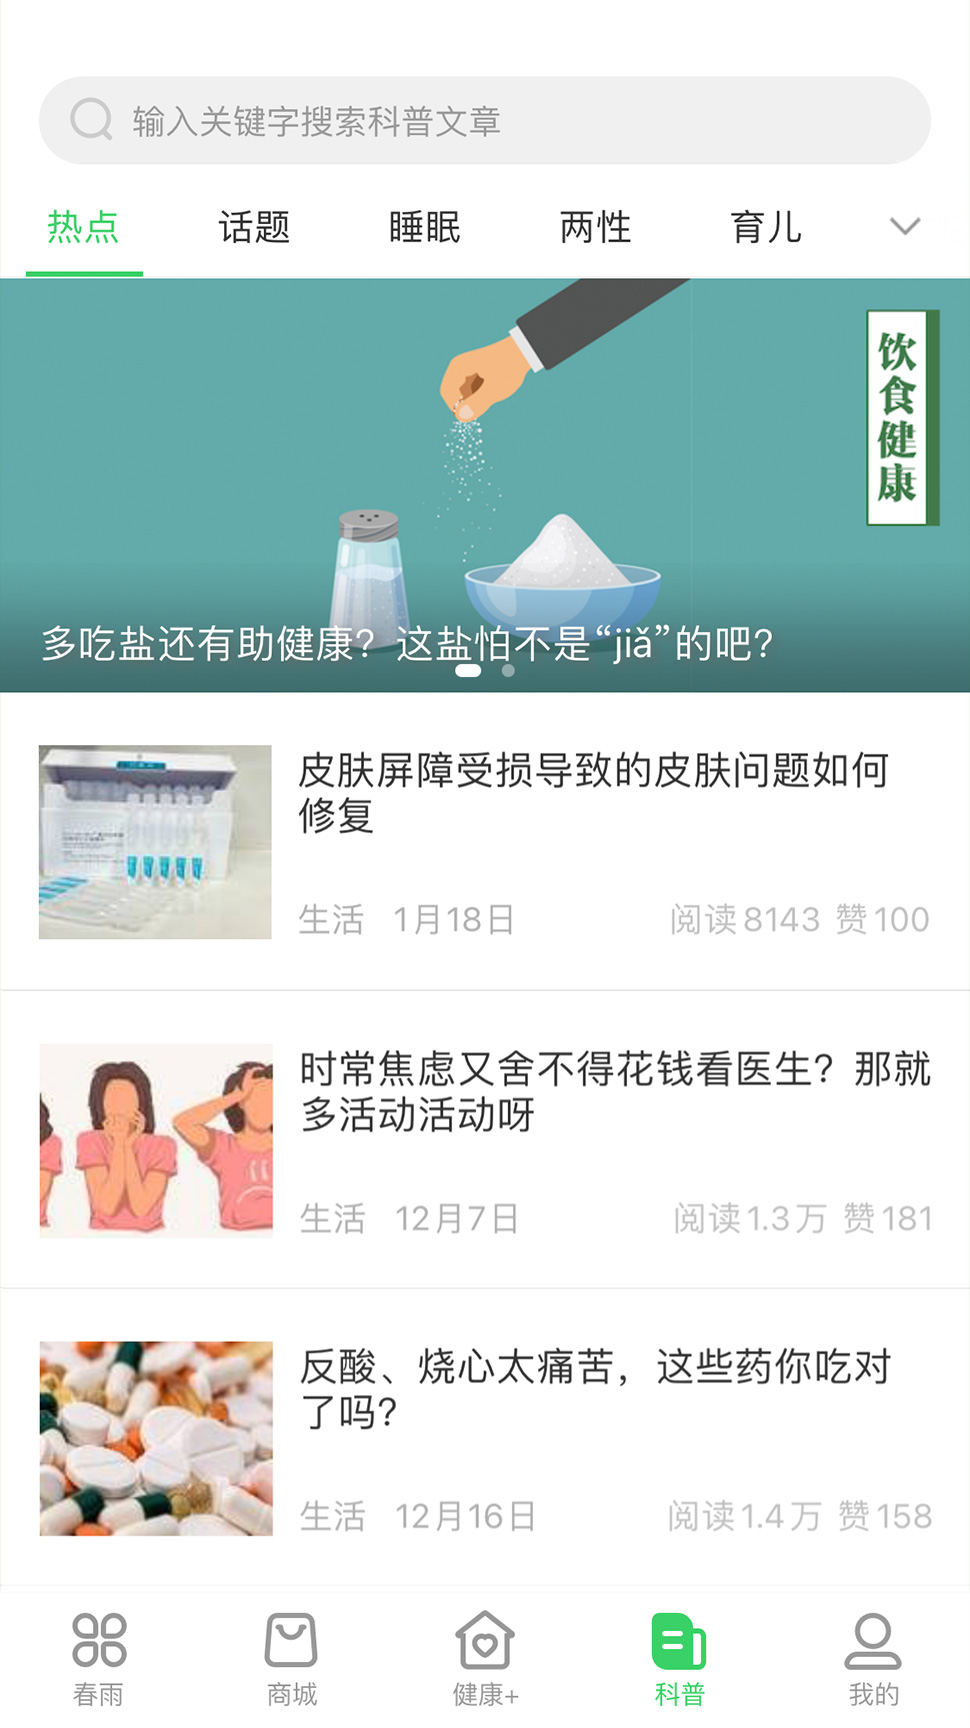 输入关键字搜索科普文章
热点 话题 睡眠 两性 育儿
饮食健康
多吃盐还有助健康？这盐怕不是“jiǎ”的吧？
皮肤屏障受损导致的皮肤问题如何
修复
生活 1月18日 阅读8143 赞100
时常焦虑又舍不得花钱看医生？那就
多活动活动呀
生活 12月7日 阅读1.3万 赞181
反酸、烧心太痛苦，这些药你吃对
了吗？
生活 12月16日 阅读1.4万 赞158
春雨 商城 健康+ 科普 我的